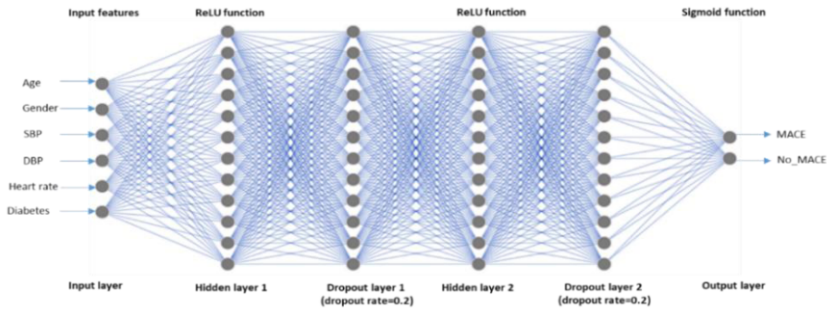 Input features
ReLU function
ReLU function
Sigmoid function
Age
Gender
SBP
DBP
Heart rate
Diabetes
MACE
No_MACE
Input layer
Hidden layer 1
Dropout layer 1
(dropout rate=0.2)
Hidden layer 2
Dropout layer 2
(dropout rate=0.2)
Output layer